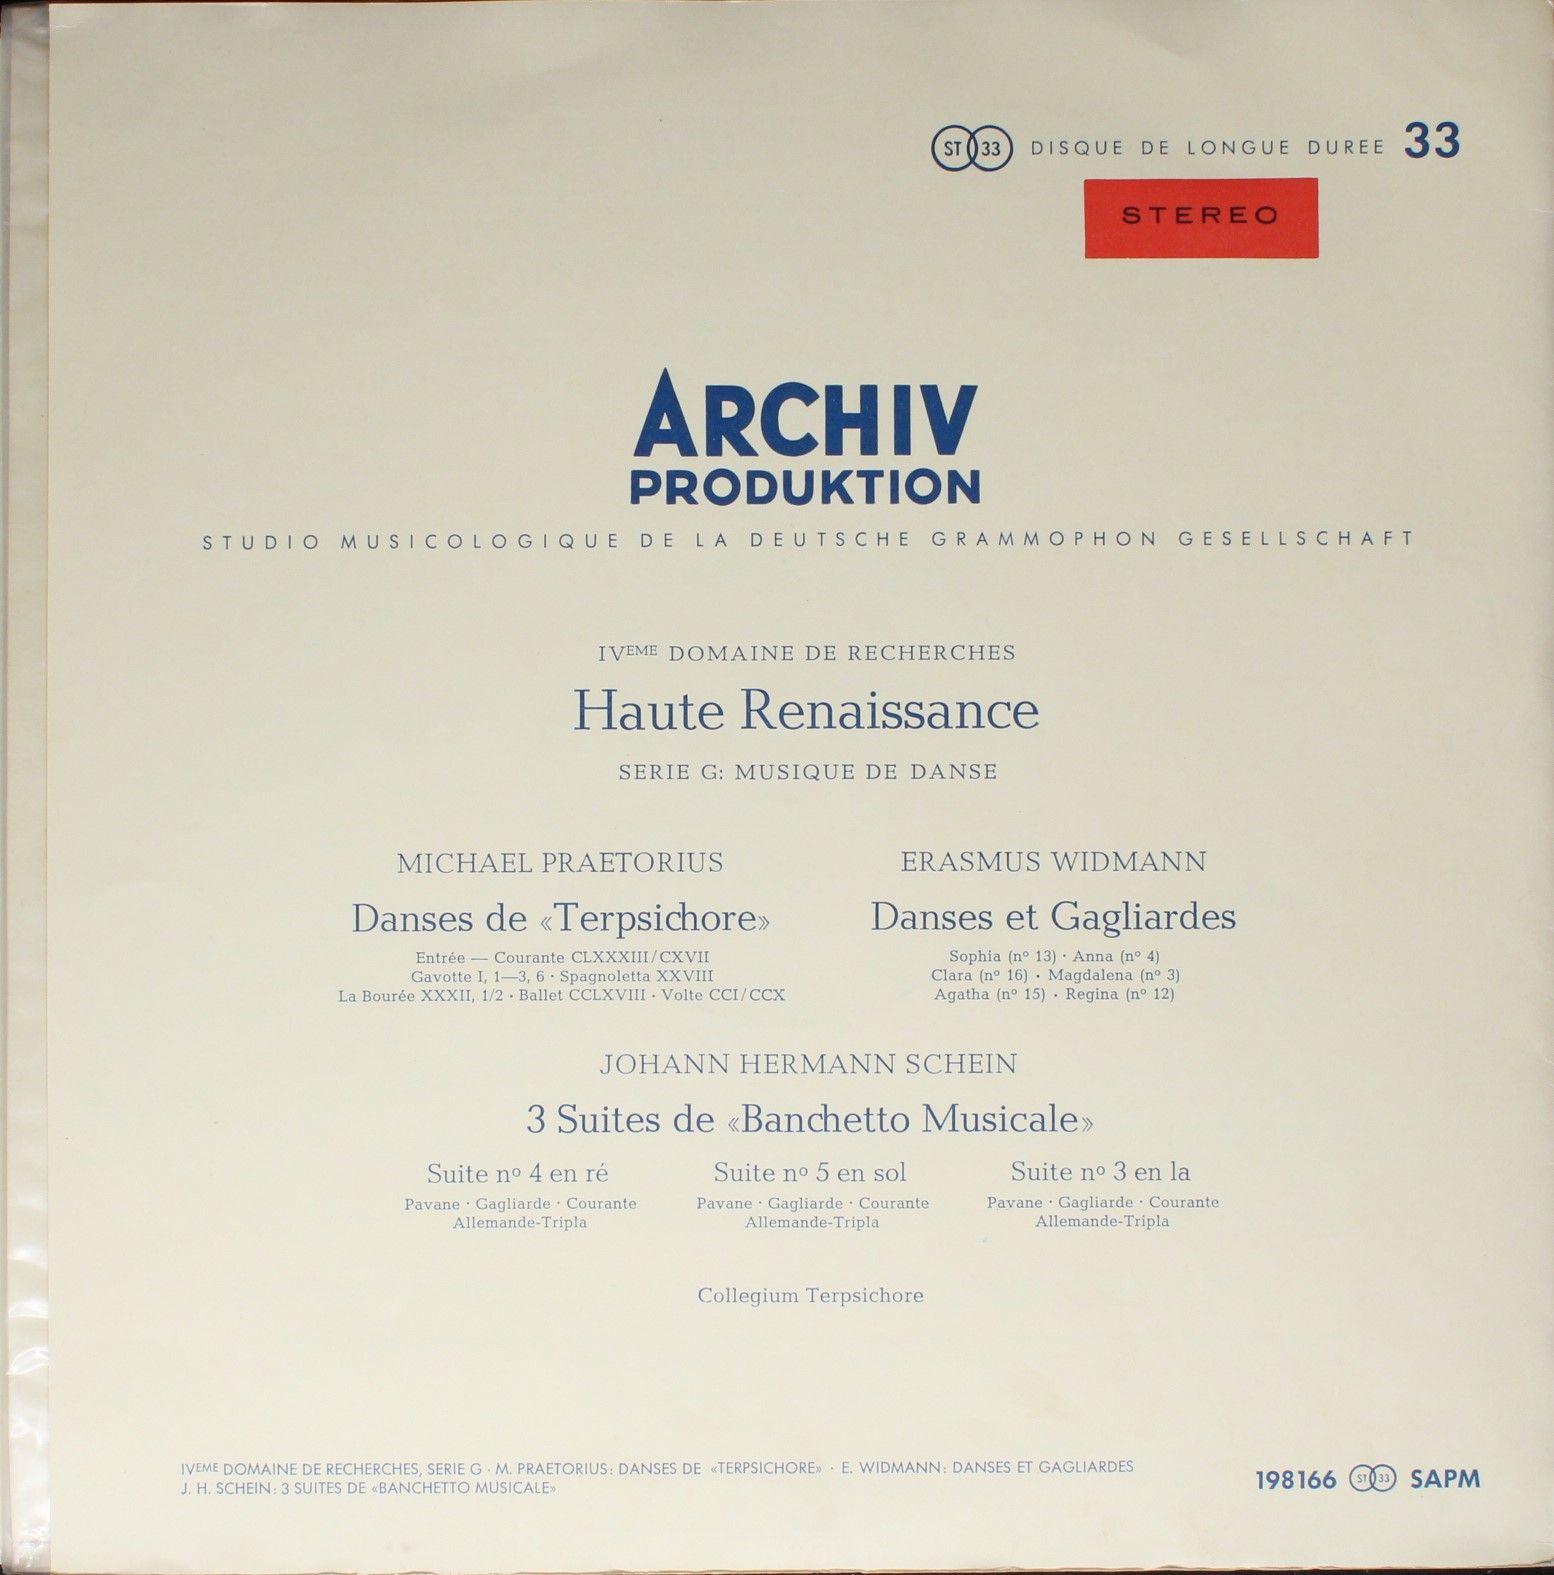 ST 33 DISQUE DE LONGUE DUREE 33
STEREO
ARCHIV
PRODUKTION
STUDIO MUSICOLOGIQUE DE LA DEUTSCHE GRAMMOPHON GESELLSCHAFT
IVEME DOMAINE DE RECHERCHES
Haute Renaissance
SERIE G: MUSIQUE DE DANSE
MICHAEL PRAETORIUS
Danses de «Terpsichore»
Entrée — Courante CLXXXIII/CXVII
Gavotte I, 1—3, 6 · Spagnoletta XXVIII
La Bourée XXXII, 1/2 · Ballet CCLXVIII · Volte CCI/CCX
ERASMUS WIDMANN
Danses et Gagliardes
Sophia (nº 13) · Anna (nº 4)
Clara (nº 16) · Magdalena (nº 3)
Agatha (nº 15) · Regina (nº 12)
JOHANN HERMANN SCHEIN
3 Suites de «Banchetto Musicale»
Suite nº 4 en ré
Pavane · Gagliarde · Courante
Allemande-Tripla
Suite nº 5 en sol
Pavane · Gagliarde · Courante
Allemande-Tripla
Suite nº 3 en la
Pavane · Gagliarde · Courante
Allemande-Tripla
Collegium Terpsichore
IVEME DOMAINE DE RECHERCHES, SERIE G · M. PRAETORIUS: DANSES DE «TERPSICHORE» · E. WIDMANN: DANSES ET GAGLIARDES
J. H. SCHEIN: 3 SUITES DE «BANCHETTO MUSICALE»
198166 ST 33 SAPM